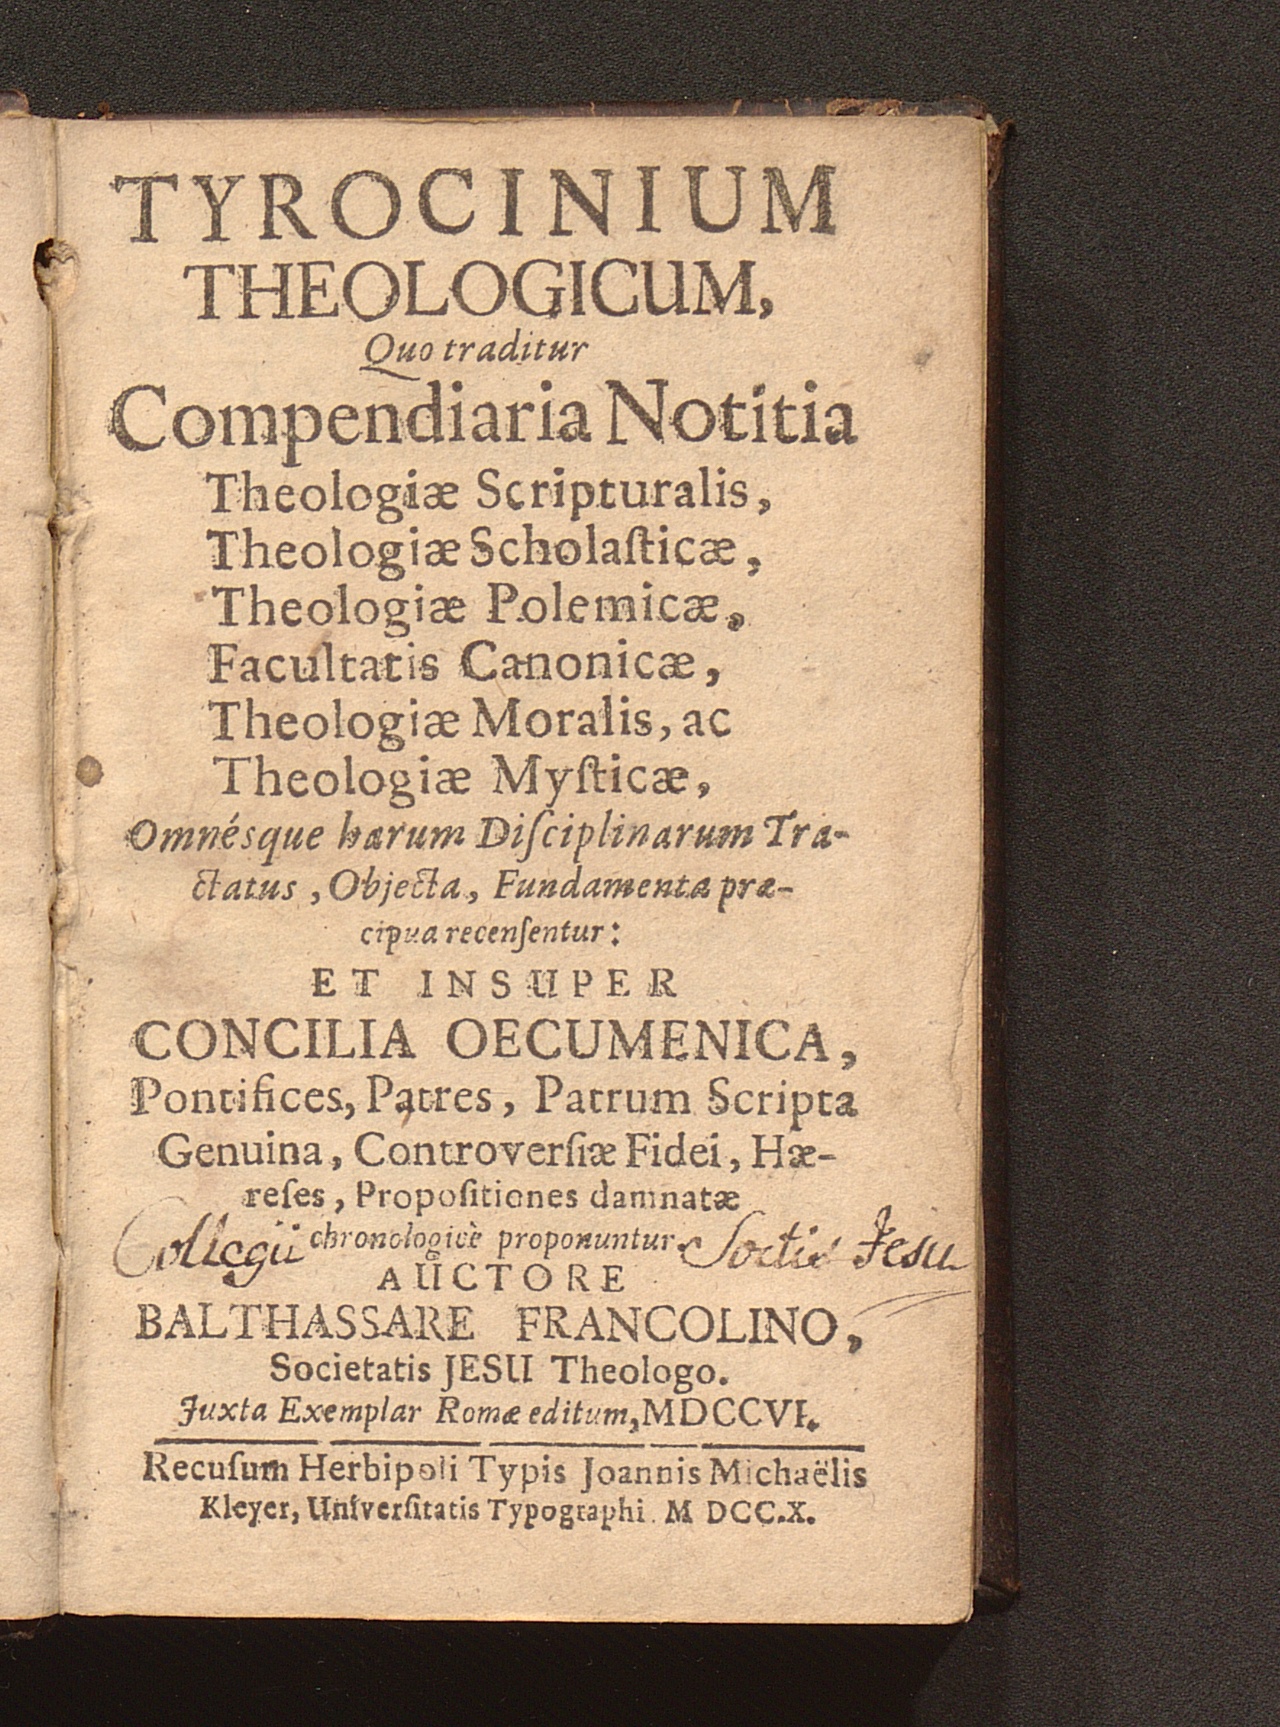 TYROCINIUM
THEOLOGICUM,
Quo traditur
Compendiaria Notitia
Theologiæ Scripturalis,
Theologiæ Scholaſticæ,
Theologiæ Polemicæ,
Facultatis Canonicæ,
Theologiæ Moralis, ac
Theologiæ Myſticæ,
Omnésque harum Diſciplinarum Tra-
ctatus, Objecta, Fundamenta præ-
cipua recenſentur:
ET INSUPER
CONCILIA OECUMENICA,
Pontifices, Patres, Patrum Scripta
Genuina, Controverſiæ Fidei, Hæ-
reſes, Propoſitiones damnatæ
Collegii chronologicè proponuntur. Soctis Jesu
AUCTORE
BALTHASSARE FRANCOLINO,
Societatis JESU Theologo.
Juxta Exemplar Romæ editum, MDCCVI.
Recuſum Herbipoli Typis Joannis Michaëlis
Kleyer, Univerſitatis Typographi. M DCC.X.